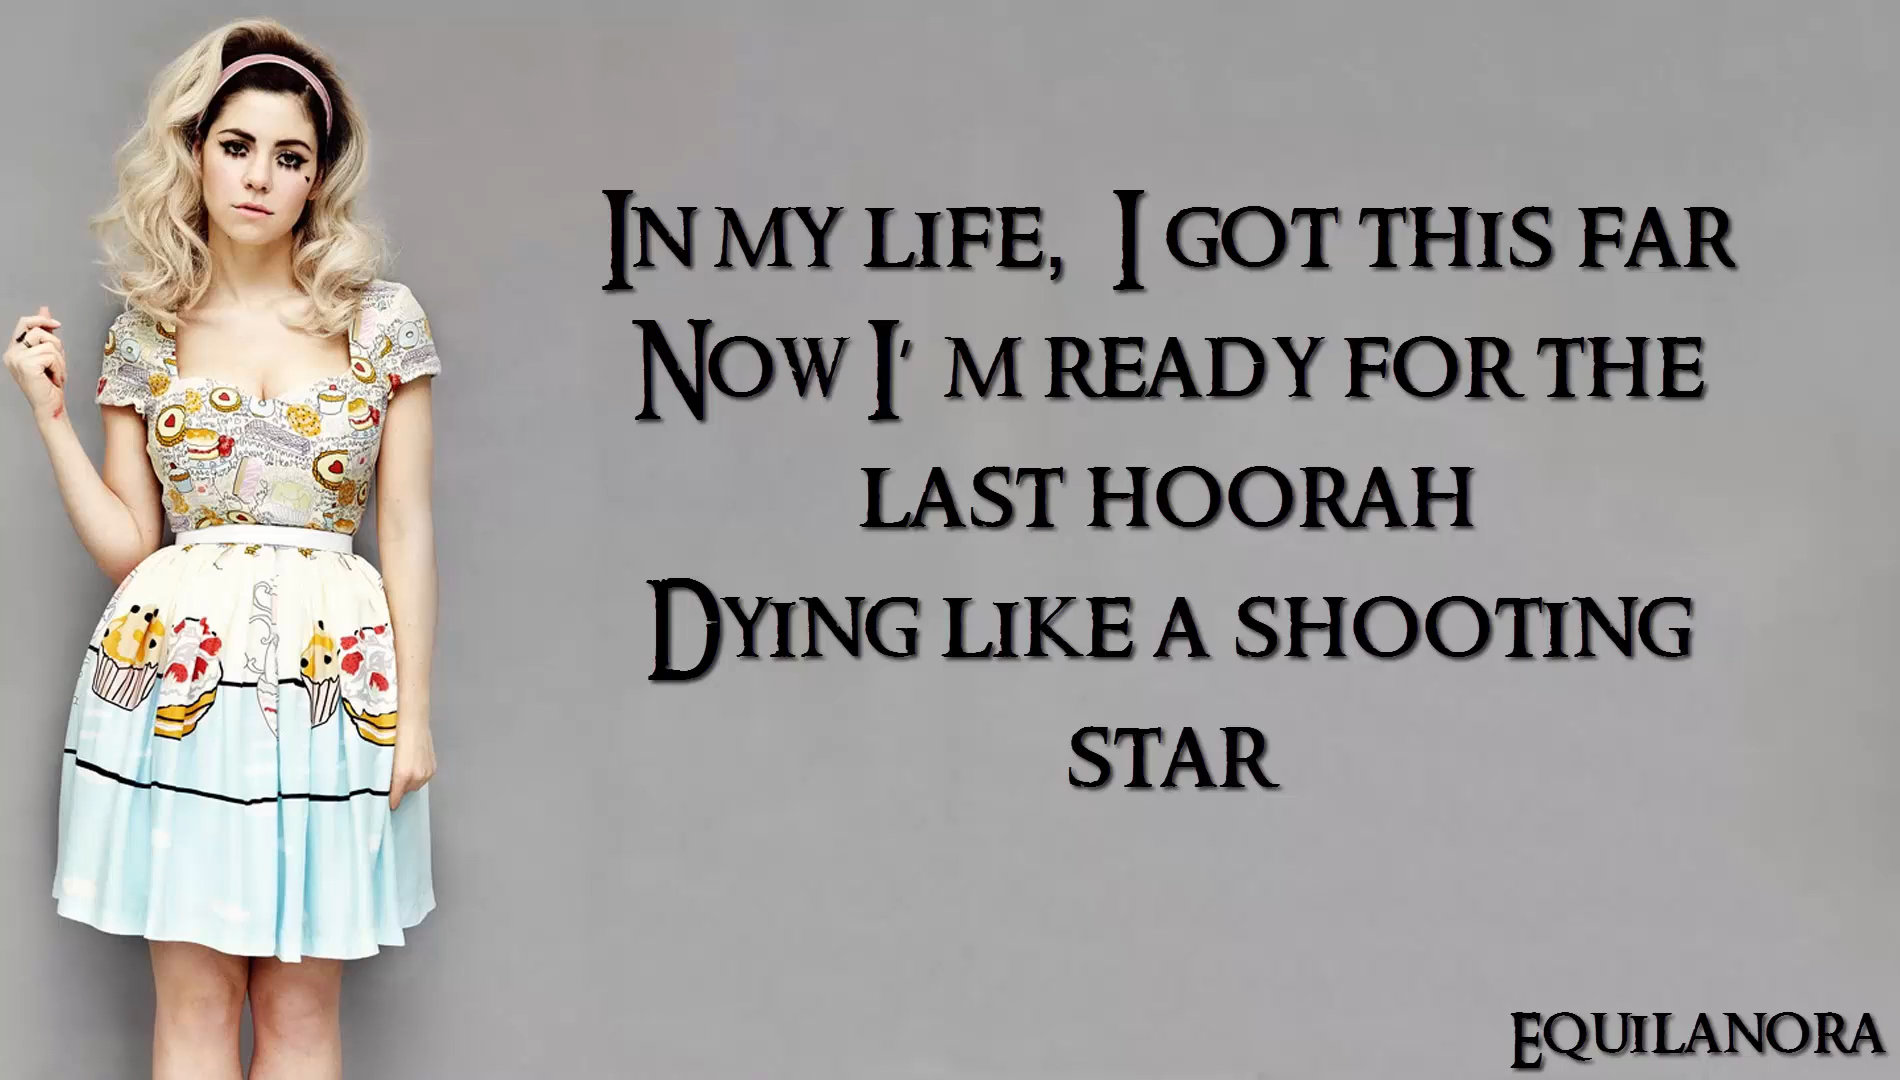 In my life, I got this far
Now I'm ready for the
last hoorah
Dying like a shooting
star
Equilanora